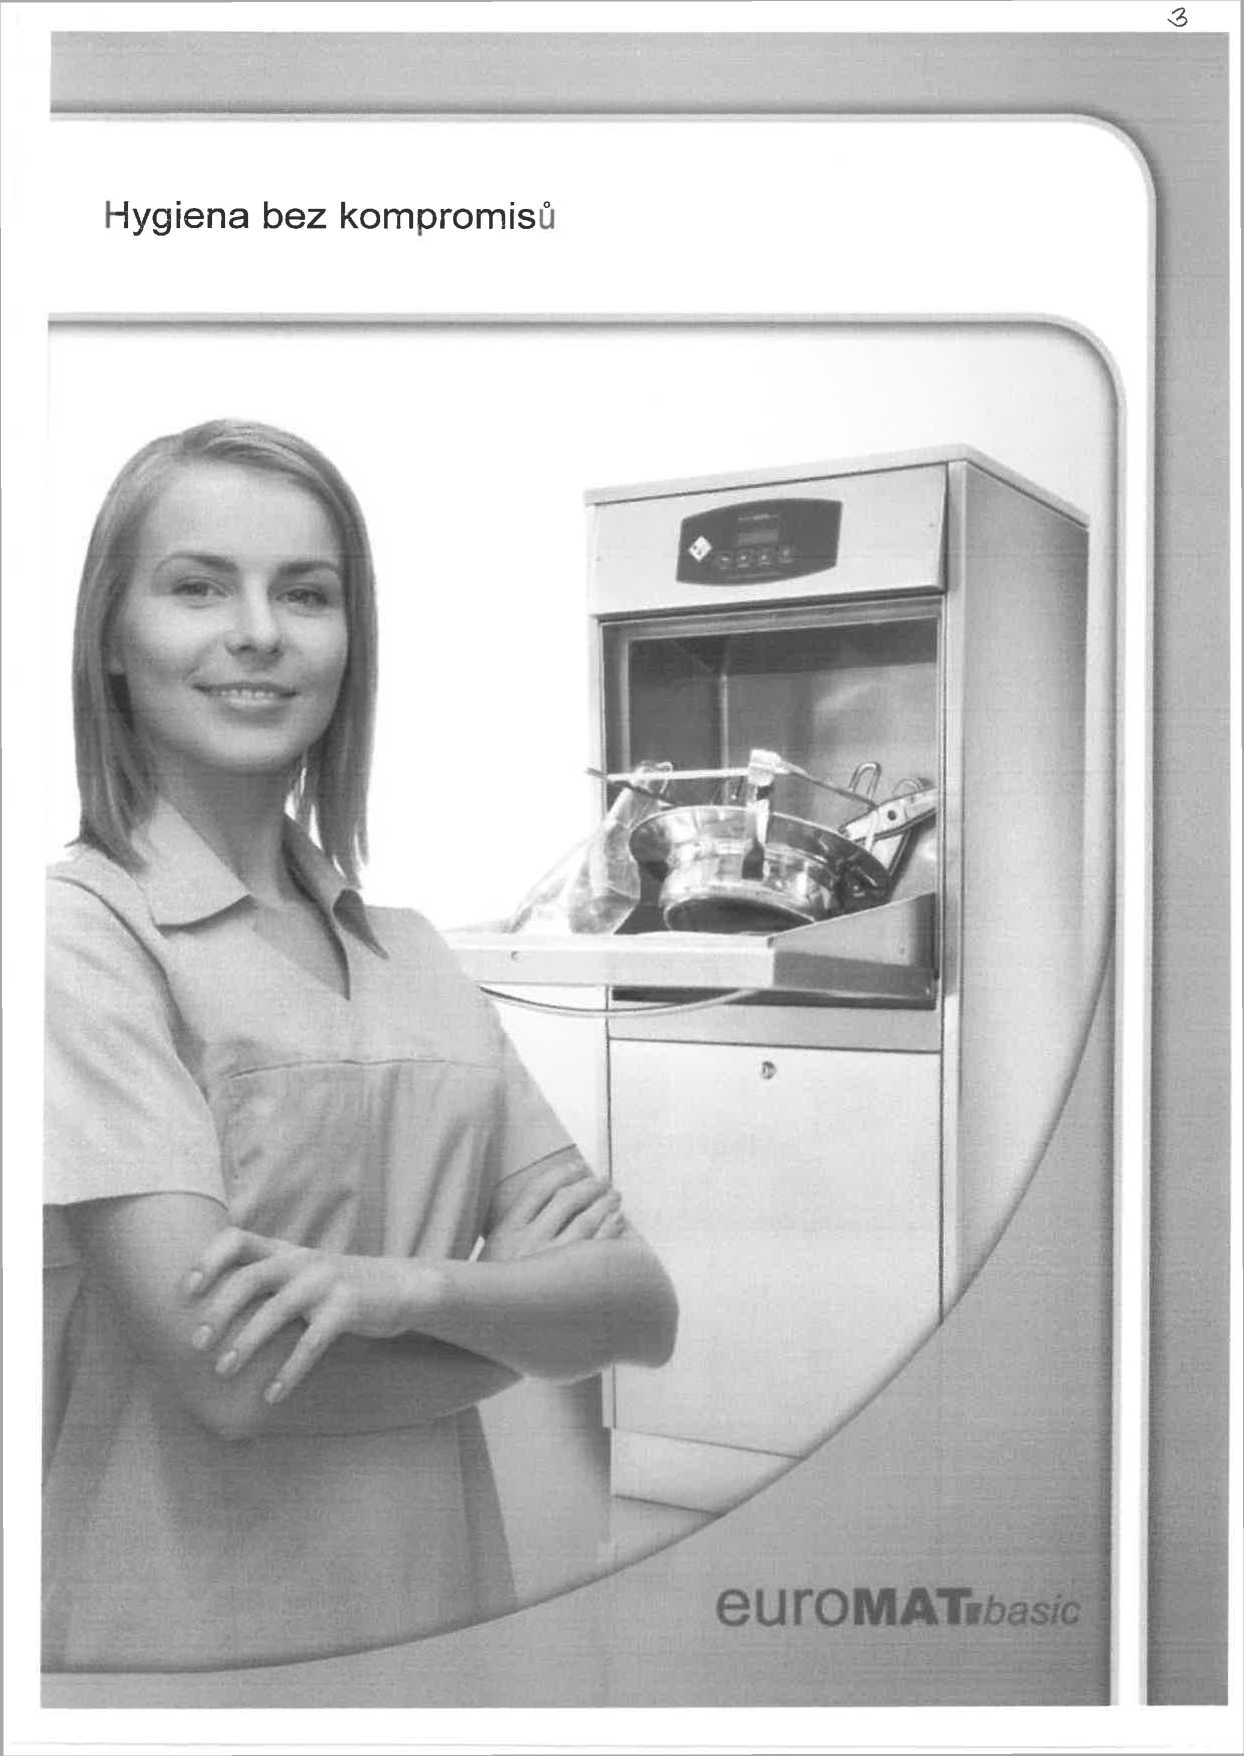 3
Hygiena bez kompromisů
euroMAT basic